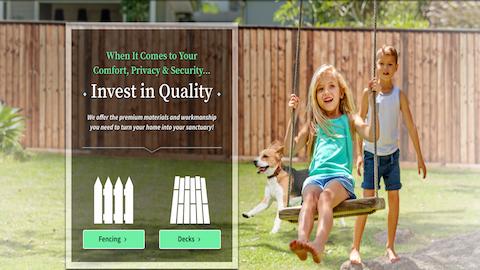 When It Comes to Your
Comfort, Privacy & Security...
Invest in Quality
We offer the premium materials and workmanship
you need to turn your home into your sanctuary!
Fencing >
Decks >